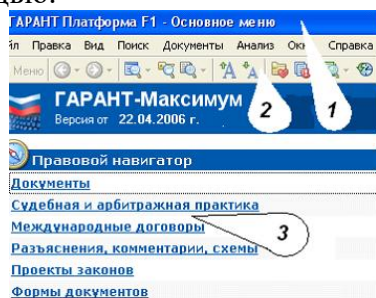 ГАРАНТ Платформа F1 - Основное меню
йл Правка Вид Поиск Документы Анализ Окн Справка
Меню
ГАРАНТ-Максимум
Версия от 22.04.2006 г.
2
1
Правовой навигатор
Документы
Судебная и арбитражная практика
Международные договоры
3
Разъяснения, комментарии, схемы
Проекты законов
Формы документов